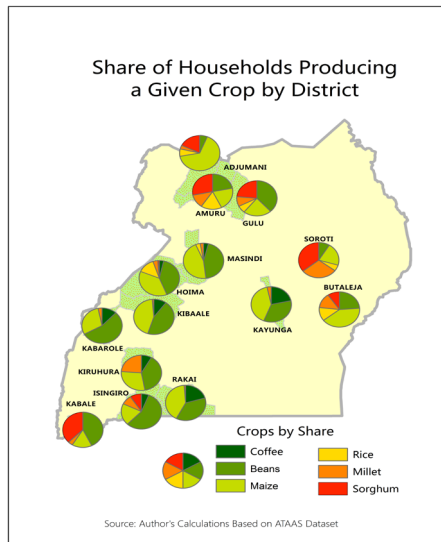 Share of Households Producing
a Given Crop by District
ADJUMANI
AMURU
GULU
SOROTI
MASINDI
BUTALEJA
HOIMA
KIBAALE
KAYUNGA
KABAROLE
KIRUHURA
RAKAI
ISINGIRO
KABALE
Crops by Share
Coffee
Beans
Maize
Rice
Millet
Sorghum
Source: Author's Calculations Based on ATAAS Dataset